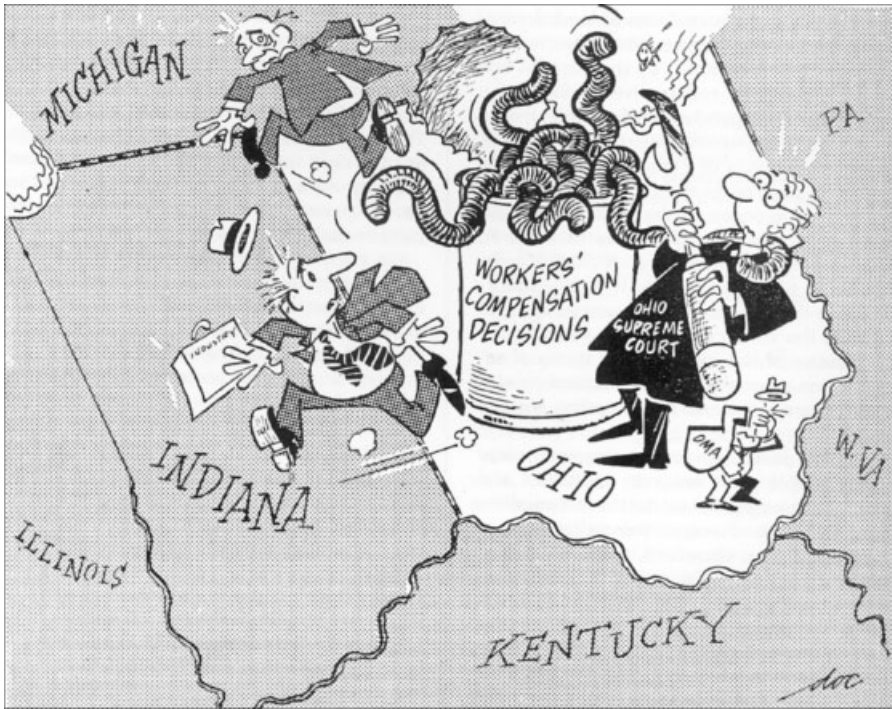 MICHIGAN
PA.
WORKERS'
COMPENSATION
DECISIONS
OHIO
SUPREME
COURT
INDUSTRY
OMA
INDIANA
OHIO
W. VA
ILLINOIS
KENTUCKY
doc